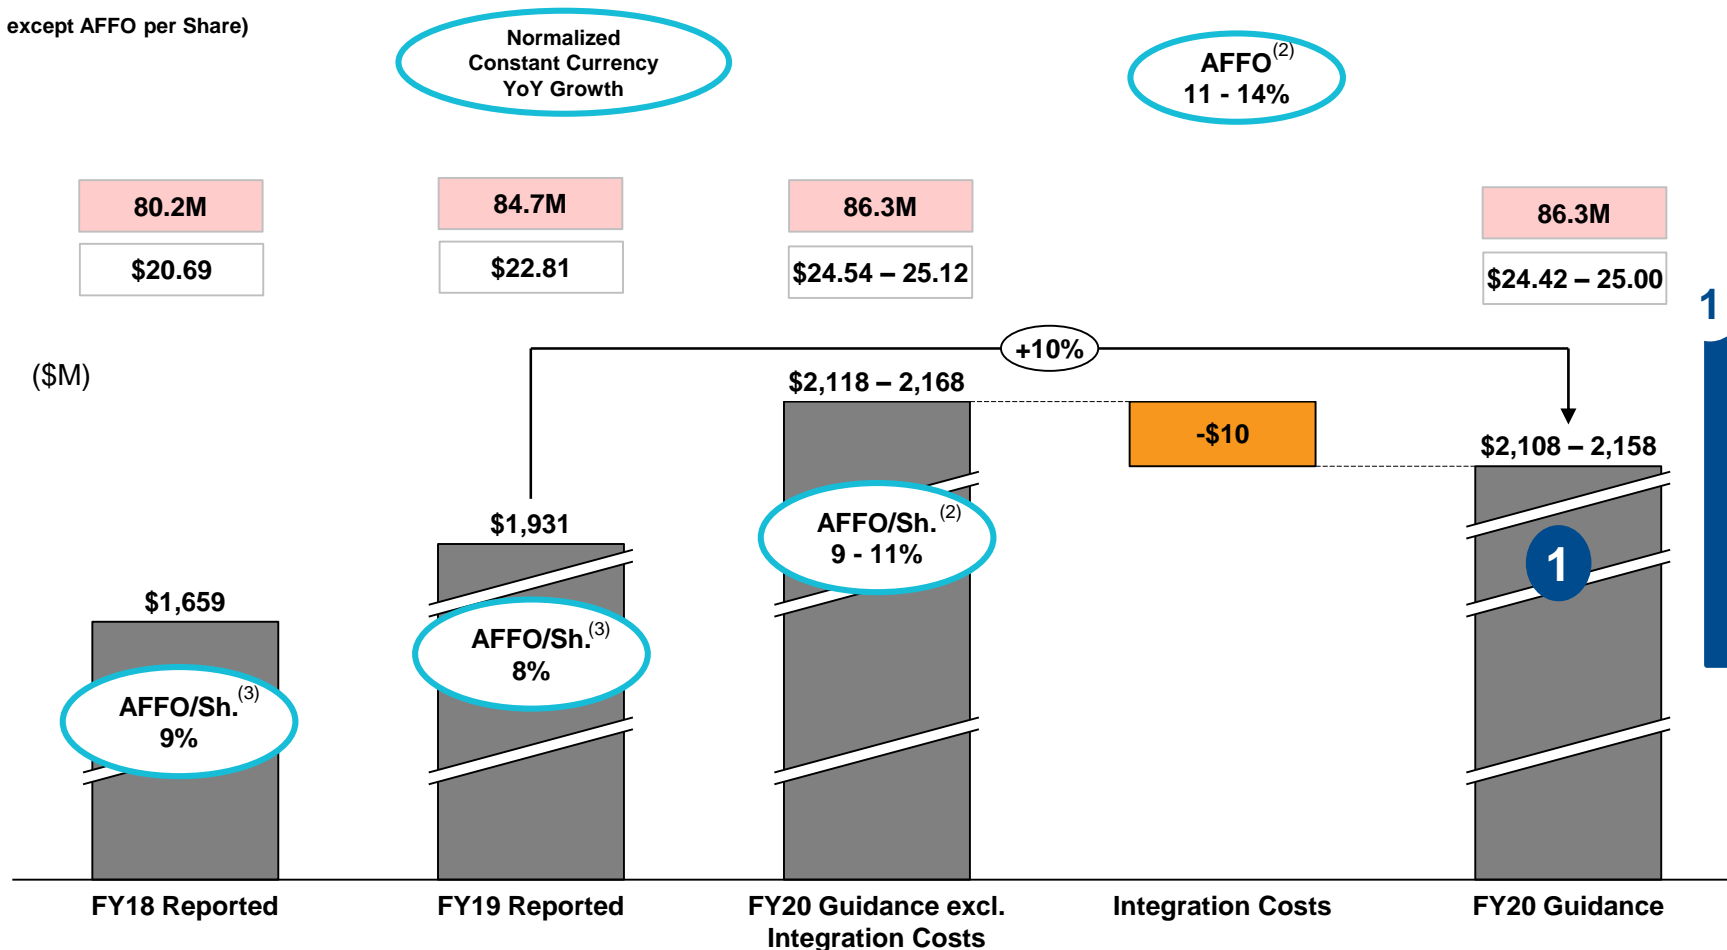 except AFFO per Share)
Normalized
Constant Currency
YoY Growth
AFFO(2)
11 - 14%
80.2M
84.7M
86.3M
86.3M
$20.69
$22.81
$24.54 – 25.12
$24.42 – 25.00
1
+10%
($M)
$2,118 – 2,168
-$10
$2,108 – 2,158
$1,931
AFFO/Sh.(2)
9 - 11%
1
$1,659
AFFO/Sh.(3)
8%
AFFO/Sh.(3)
9%
FY18 Reported
FY19 Reported
FY20 Guidance excl.
Integration Costs
Integration Costs
FY20 Guidance